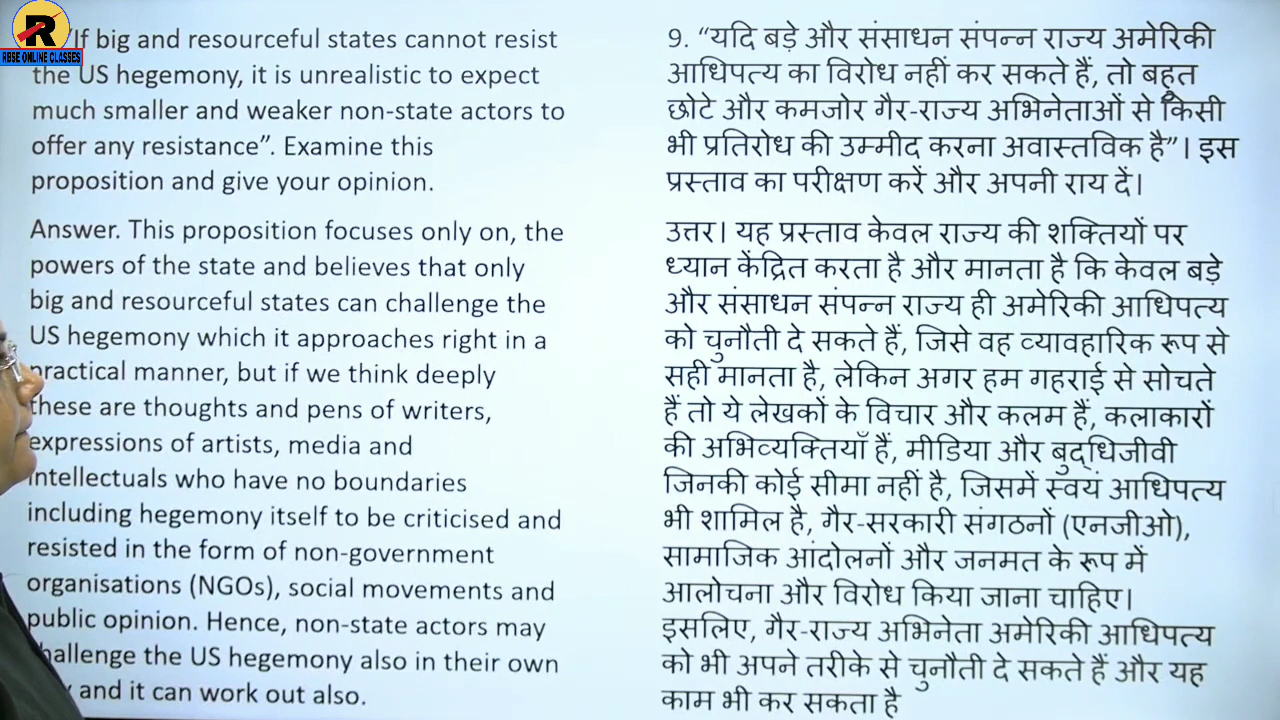 R
RBSE ONLINE CLASSES
"If big and resourceful states cannot resist
the US hegemony, it is unrealistic to expect
much smaller and weaker non-state actors to
offer any resistance”. Examine this
proposition and give your opinion.
Answer. This proposition focuses only on, the
powers of the state and believes that only
big and resourceful states can challenge the
US hegemony which it approaches right in a
practical manner, but if we think deeply
these are thoughts and pens of writers,
expressions of artists, media and
intellectuals who have no boundaries
including hegemony itself to be criticised and
resisted in the form of non-government
organisations (NGOs), social movements and
public opinion. Hence, non-state actors may
challenge the US hegemony also in their own
and it can work out also.
9. “यदि बड़े और संसाधन संपन्न राज्य अमेरिकी
आधिपत्य का विरोध नहीं कर सकते हैं, तो बहुत
छोटे और कमजोर गैर-राज्य अभिनेताओं से किसी
भी प्रतिरोध की उम्मीद करना अवास्तविक है”। इस
प्रस्ताव का परीक्षण करें और अपनी राय दें।
उत्तर। यह प्रस्ताव केवल राज्य की शक्तियों पर
ध्यान केंद्रित करता है और मानता है कि केवल बड़े
और संसाधन संपन्न राज्य ही अमेरिकी आधिपत्य
को चुनौती दे सकते हैं, जिसे वह व्यावहारिक रूप से
सही मानता है, लेकिन अगर हम गहराई से सोचते
हैं तो ये लेखकों के विचार और कलम हैं, कलाकारों
की अभिव्यक्तियाँ हैं, मीडिया और बुद्धिजीवी
जिनकी कोई सीमा नहीं है, जिसमें स्वयं आधिपत्य
भी शामिल है, गैर-सरकारी संगठनों (एनजीओ),
सामाजिक आंदोलनों और जनमत के रूप में
आलोचना और विरोध किया जाना चाहिए।
इसलिए, गैर-राज्य अभिनेता अमेरिकी आधिपत्य
को भी अपने तरीके से चुनौती दे सकते हैं और यह
काम भी कर सकता है